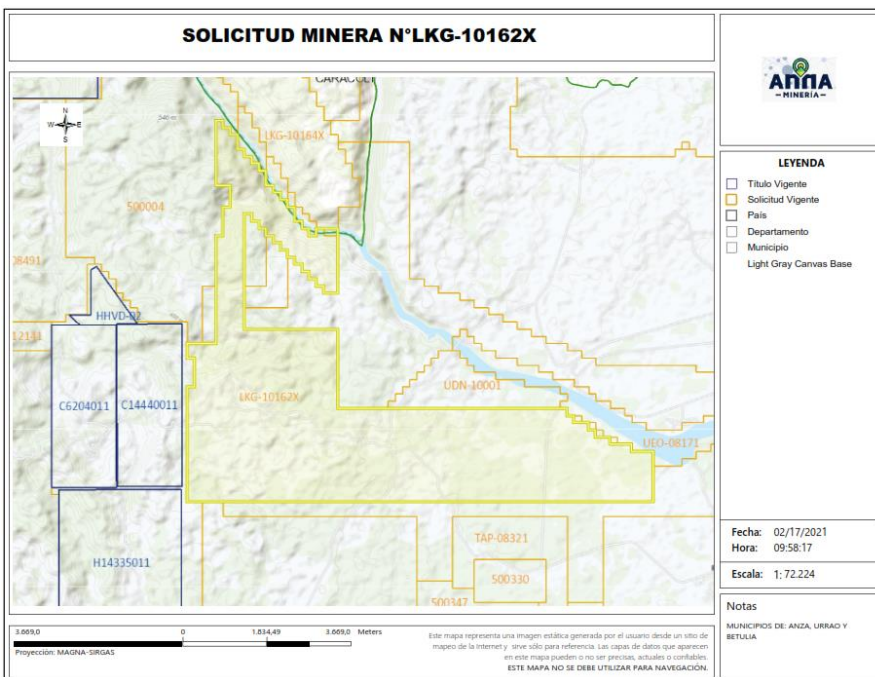 SOLICITUD MINERA N°LKG-10162X
ANNA
-MINERÍA-
N
W E
S
LKG-10164X
500004
HHVD-02
12141
C6204011
C14440011
LKG-10162X
UDN-10001
UEO-08171
H14335011
TAP-08321
500330
500347
LEYENDA
Título Vigente
Solicitud Vigente
País
Departamento
Municipio
Light Gray Canvas Base
Fecha: 02/17/2021
Hora: 09:58:17
Escala: 1: 72.224
Notas
MUNICIPIOS DE: ANZA, URRAO Y
BETULIA
3.669,0 0 1.834,49 3.669,0 Meters
Proyección: MAGNA-SIRGAS
Este mapa representa una imagen estática generada por el usuario desde un sitio de
mapeo de la Internet y sirve sólo para referencia. Las capas de datos que aparecen
en este mapa pueden o no ser precisas, actuales o confiables.
ESTE MAPA NO SE DEBE UTILIZAR PARA NAVEGACIÓN.